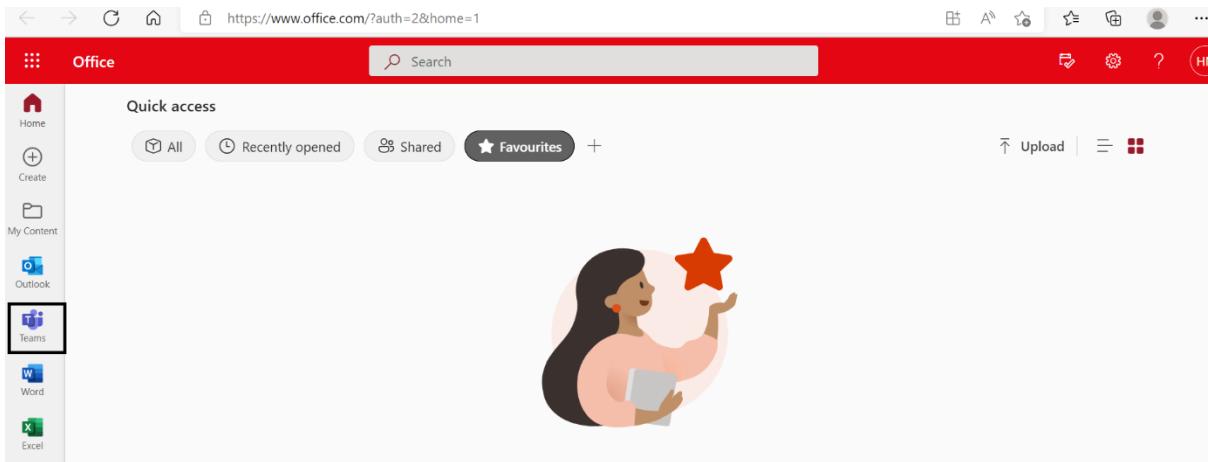 https://www.office.com/?auth=2&home=1
Office
Search
Home
Quick access
All
Recently opened
Shared
Favourites
Upload
Create
My Content
Outlook
Teams
Word
Excel